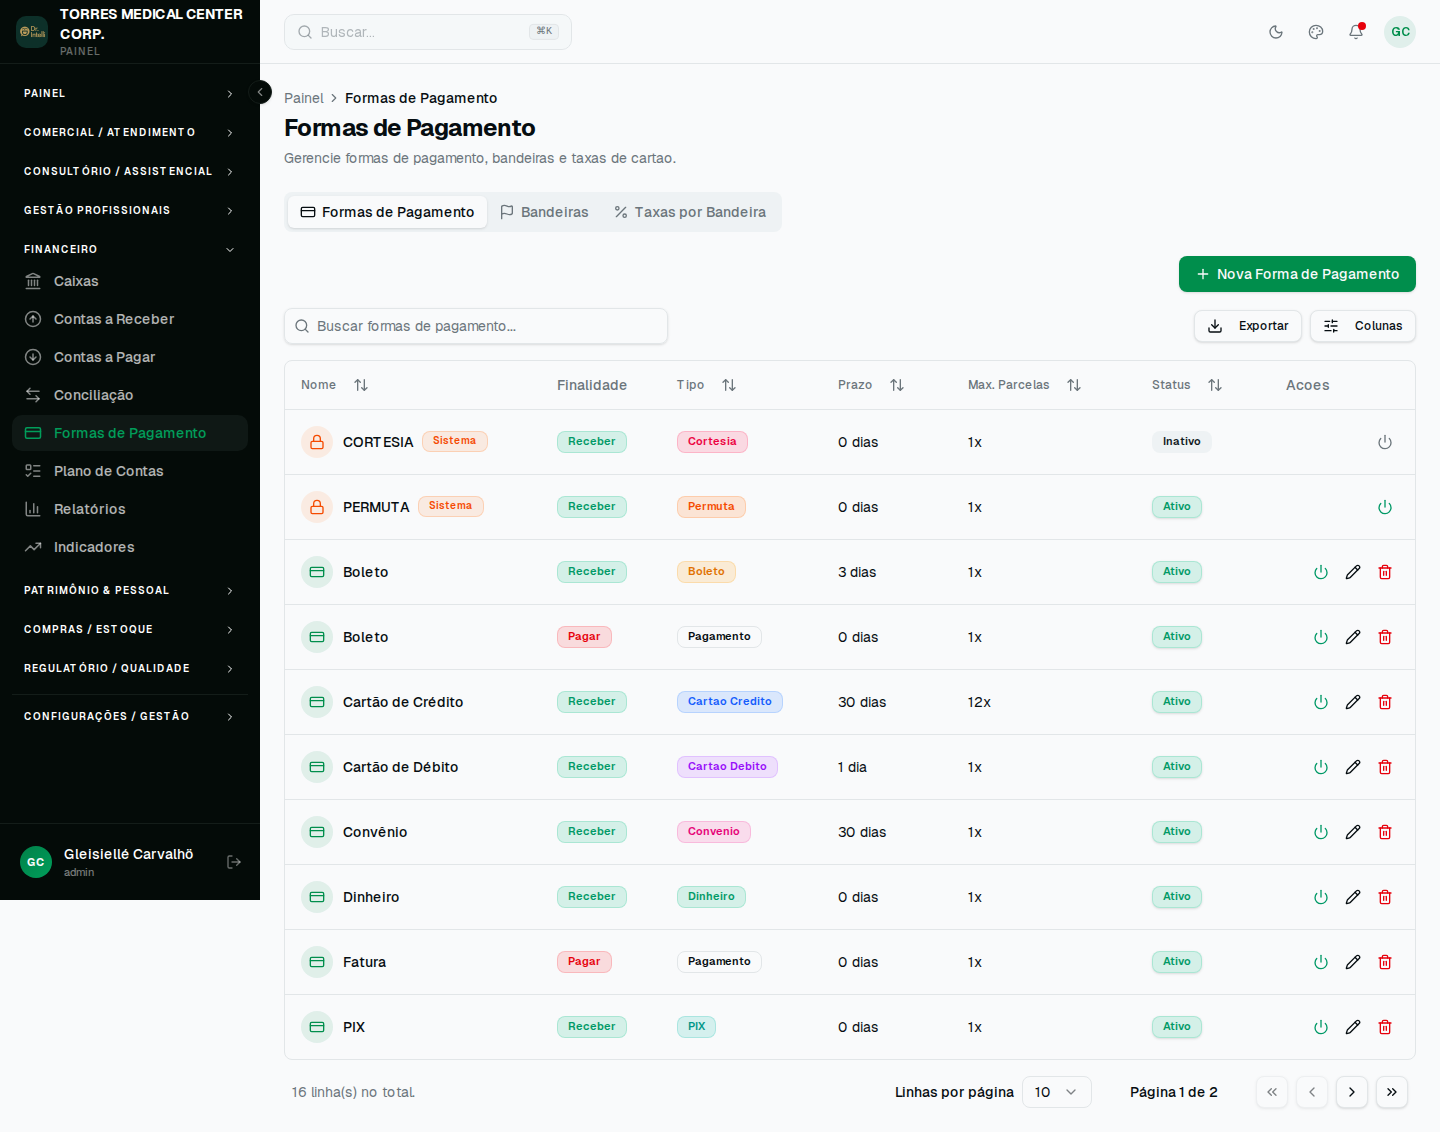 TORRES MEDICAL CENTER CORP.
PAINEL
Buscar...
⌘K
GC
PAINEL
COMERCIAL / ATENDIMENTO
CONSULTÓRIO / ASSISTENCIAL
GESTÃO PROFISSIONAIS
FINANCEIRO
Caixas
Contas a Receber
Contas a Pagar
Conciliação
Formas de Pagamento
Plano de Contas
Relatórios
Indicadores
PATRIMÔNIO & PESSOAL
COMPRAS / ESTOQUE
REGULATÓRIO / QUALIDADE
CONFIGURAÇÕES / GESTÃO
GC
Gleisiellé Carvalhö
admin
Painel
Formas de Pagamento
Formas de Pagamento
Gerencie formas de pagamento, bandeiras e taxas de cartao.
Formas de Pagamento
Bandeiras
Taxas por Bandeira
Nova Forma de Pagamento
Buscar formas de pagamento...
Exportar
Colunas
Nome Finalidade Tipo Prazo Max. Parcelas Status Acoes
CORTESIA Sistema Receber Cortesia 0 dias 1x Inativo
PERMUTA Sistema Receber Permuta 0 dias 1x Ativo
Boleto Receber Boleto 3 dias 1x Ativo
Boleto Pagar Pagamento 0 dias 1x Ativo
Cartão de Crédito Receber Cartao Credito 30 dias 12x Ativo
Cartão de Débito Receber Cartao Debito 1 dia 1x Ativo
Convênio Receber Convenio 30 dias 1x Ativo
Dinheiro Receber Dinheiro 0 dias 1x Ativo
Fatura Pagar Pagamento 0 dias 1x Ativo
PIX Receber PIX 0 dias 1x Ativo
16 linha(s) no total.
Linhas por página 10
Página 1 de 2